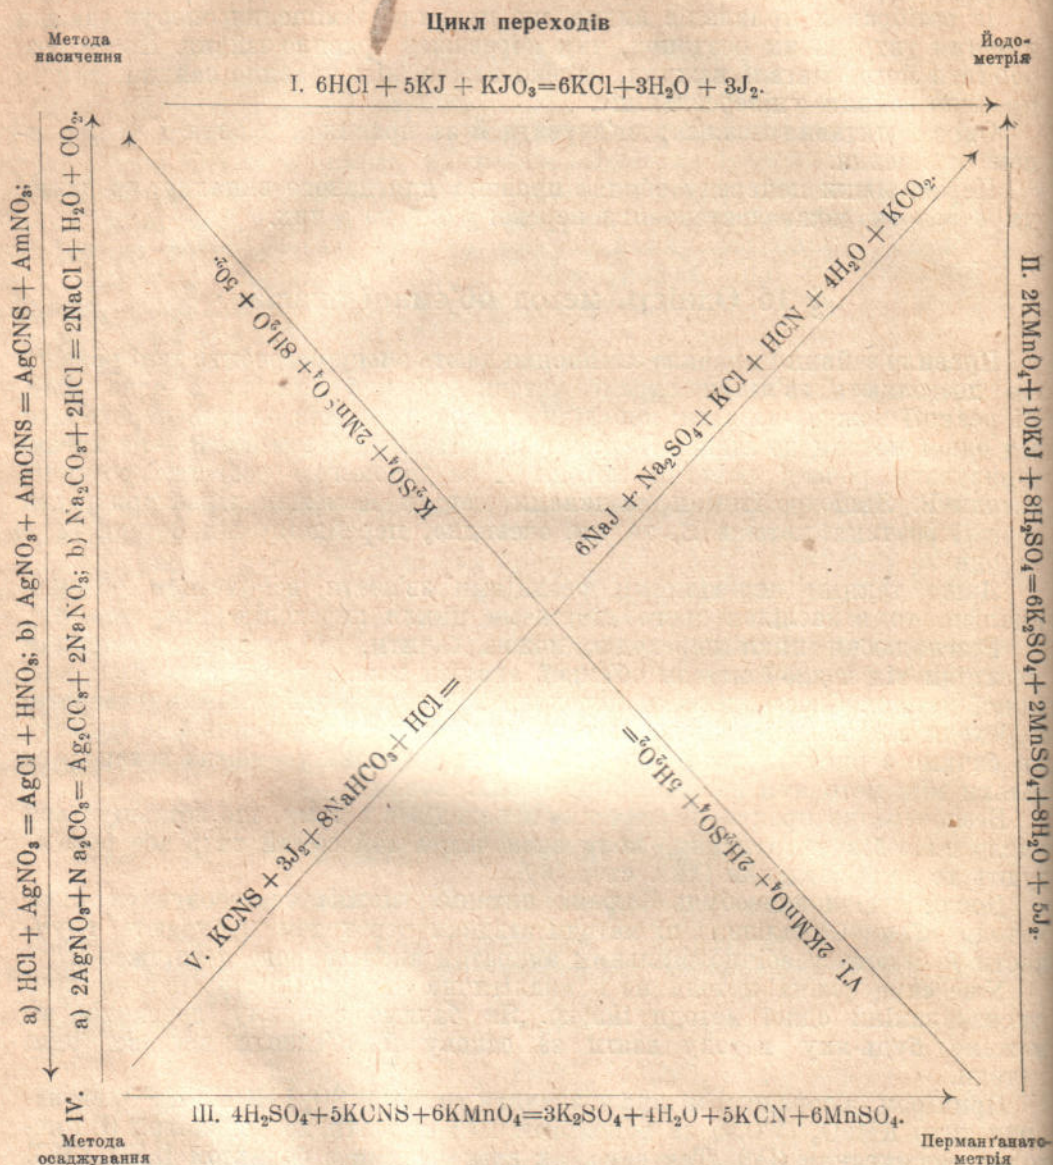 Цикл переходів
Метода
насичення
Йодо-
метрія
I. 6HCl + 5KJ + KJO₃=6KCl+3H₂O + 3J₂.
a) HCl + AgNO₃ = AgCl + HNO₃; b) AgNO₃+ AmCNS = AgCNS + AmNO₃;
IV. a) 2AgNO₃+Na₂CO₃= Ag₂CO₃+ 2NaNO₃; b) Na₂CO₃+ 2HCl = 2NaCl + H₂O + CO₂.
V. KCNS + 3J₂+ 8NaHCO₃+ HCl =
6NaJ + Na₂SO₄+ KCl + HCN + 4H₂O + KCO₂.
VI. 2KMnO₄+ 2H₂SO₄+ 5H₂O₂=
K₂SO₄+ 8H₂O + 5O₂.
II. 2KMnO₄+ 10KJ + 8H₂SO₄=6K₂SO₄+ 2MnSO₄+8H₂O + 5J₂.
III. 4H₂SO₄+5KCNS+6KMnO₄=3K₂SO₄+4H₂O+5KCN+6MnSO₄.
Метода
осаджування
Перманґанато-
метрія